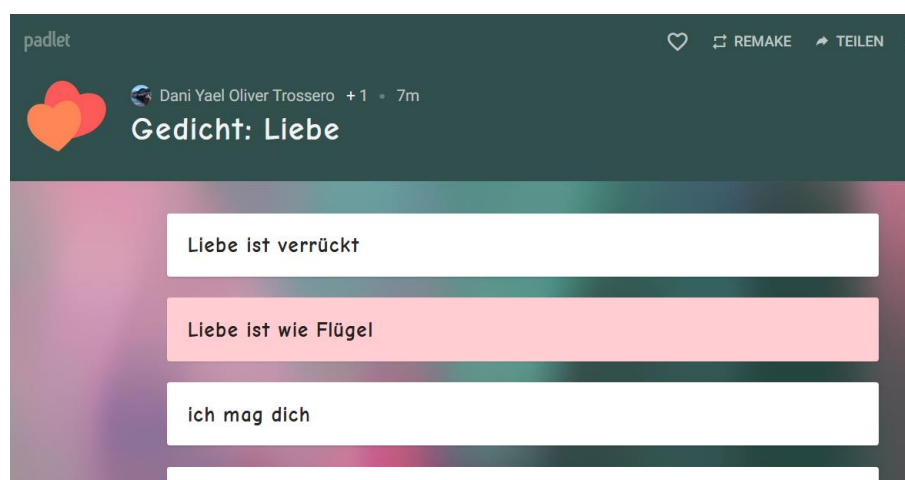 padlet
REMAKE
TEILEN
Dani Yael Oliver Trossero +1 • 7m
Gedicht: Liebe
Liebe ist verrückt
Liebe ist wie Flügel
ich mag dich